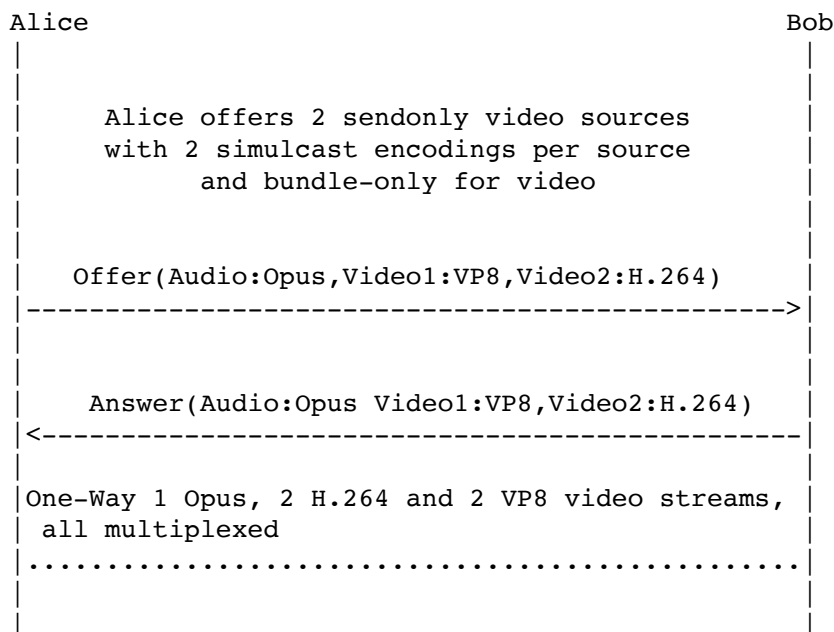 Alice Bob
Alice offers 2 sendonly video sources
with 2 simulcast encodings per source
and bundle-only for video
Offer(Audio:Opus,Video1:VP8,Video2:H.264)
Answer(Audio:Opus Video1:VP8,Video2:H.264)
One-Way 1 Opus, 2 H.264 and 2 VP8 video streams,
all multiplexed